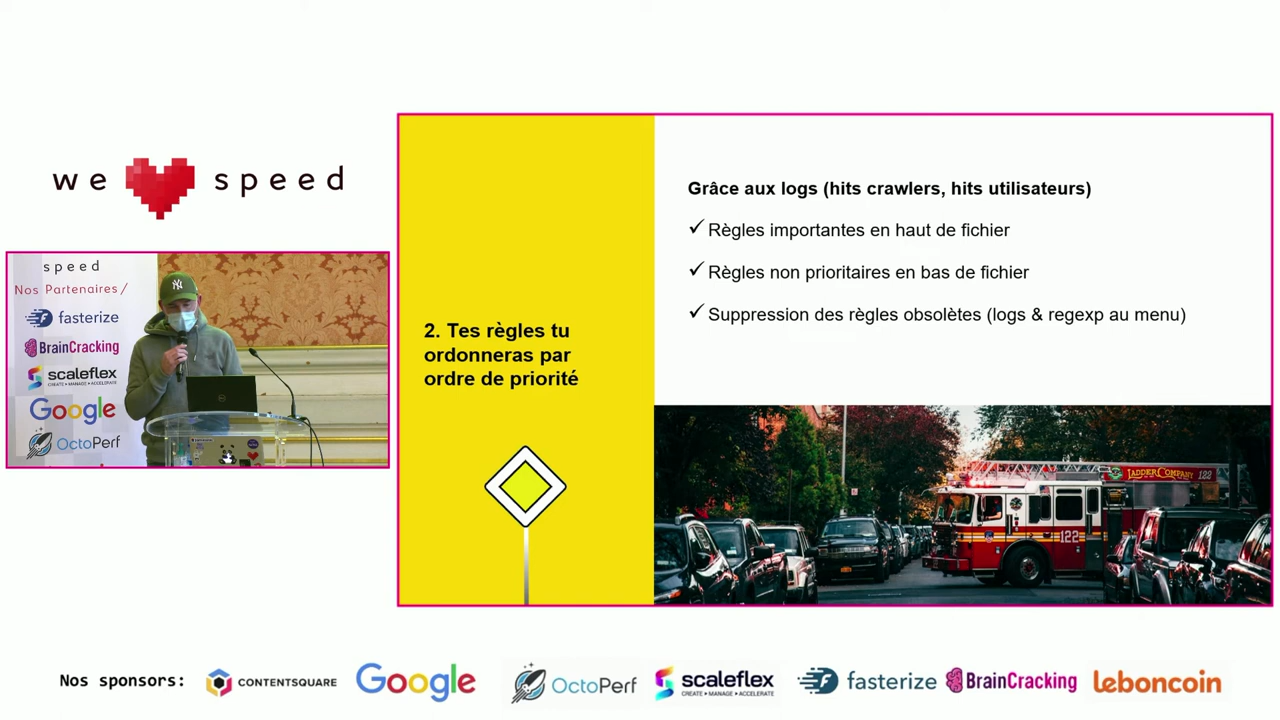 we speed
speed
Nos Partenaires/
fasterize
BrainCracking
scaleflex
CREATE • MANAGE • ACCELERATE
Google
OctoPerf
NY
2. Tes règles tu
ordonneras par
ordre de priorité
Grâce aux logs (hits crawlers, hits utilisateurs)
✓ Règles importantes en haut de fichier
✓ Règles non prioritaires en bas de fichier
✓ Suppression des règles obsolètes (logs & regexp au menu)
LADDER COMPANY 122
122
Nos sponsors:
CONTENTSQUARE
Google
OctoPerf
scaleflex
CREATE • MANAGE • ACCELERATE
fasterize
BrainCracking
leboncoin